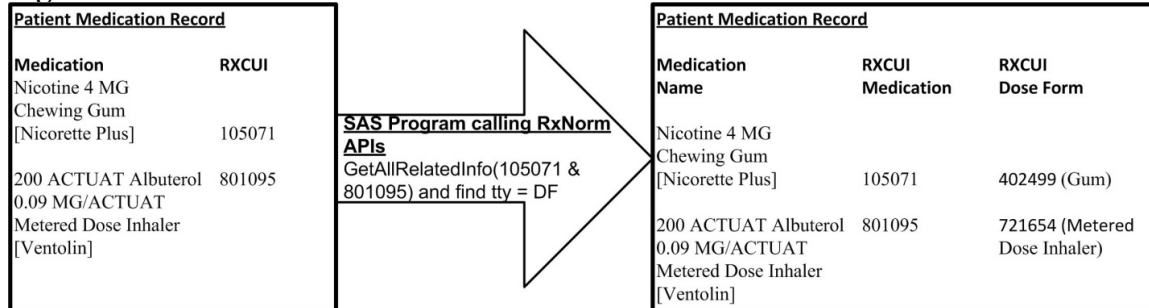 Patient Medication Record
Medication RXCUI
Nicotine 4 MG
Chewing Gum
[Nicorette Plus] 105071
200 ACTUAT Albuterol 801095
0.09 MG/ACTUAT
Metered Dose Inhaler
[Ventolin]
SAS Program calling RxNorm
APIs
GetAllRelatedInfo(105071 &
801095) and find tty = DF
Patient Medication Record
Medication RXCUI RXCUI
Name Medication Dose Form
Nicotine 4 MG
Chewing Gum
[Nicorette Plus] 105071 402499 (Gum)
200 ACTUAT Albuterol 801095 721654 (Metered
0.09 MG/ACTUAT Dose Inhaler)
Metered Dose Inhaler
[Ventolin]